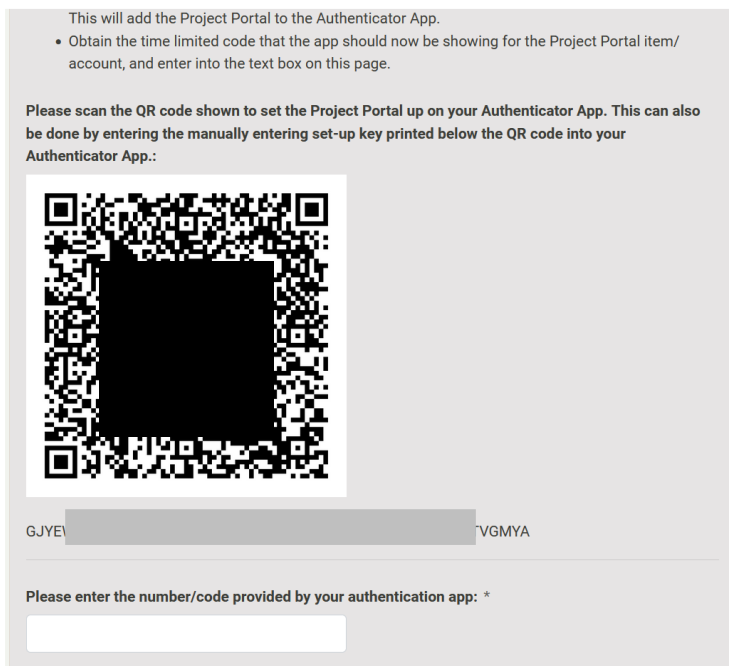 This will add the Project Portal to the Authenticator App.
• Obtain the time limited code that the app should now be showing for the Project Portal item/
account, and enter into the text box on this page.
Please scan the QR code shown to set the Project Portal up on your Authenticator App. This can also
be done by entering the manually entering set-up key printed below the QR code into your
Authenticator App.:
GJYE TVGMYA
Please enter the number/code provided by your authentication app: *